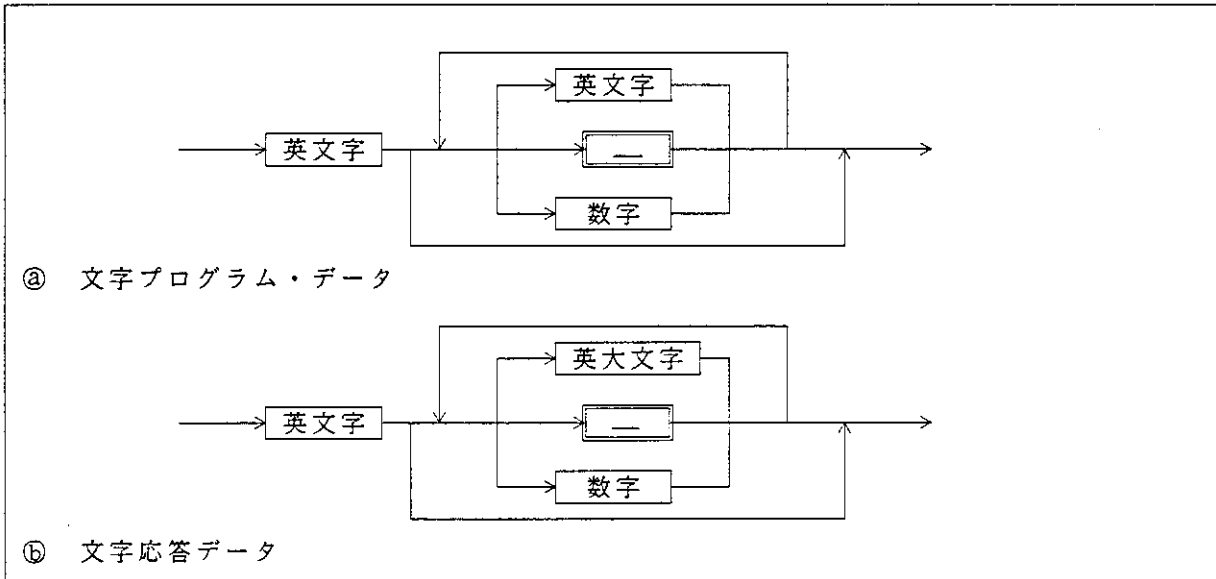 英文字
英文字
_
数字
ⓐ 文字プログラム・データ
英大文字
英文字
_
数字
ⓑ 文字応答データ